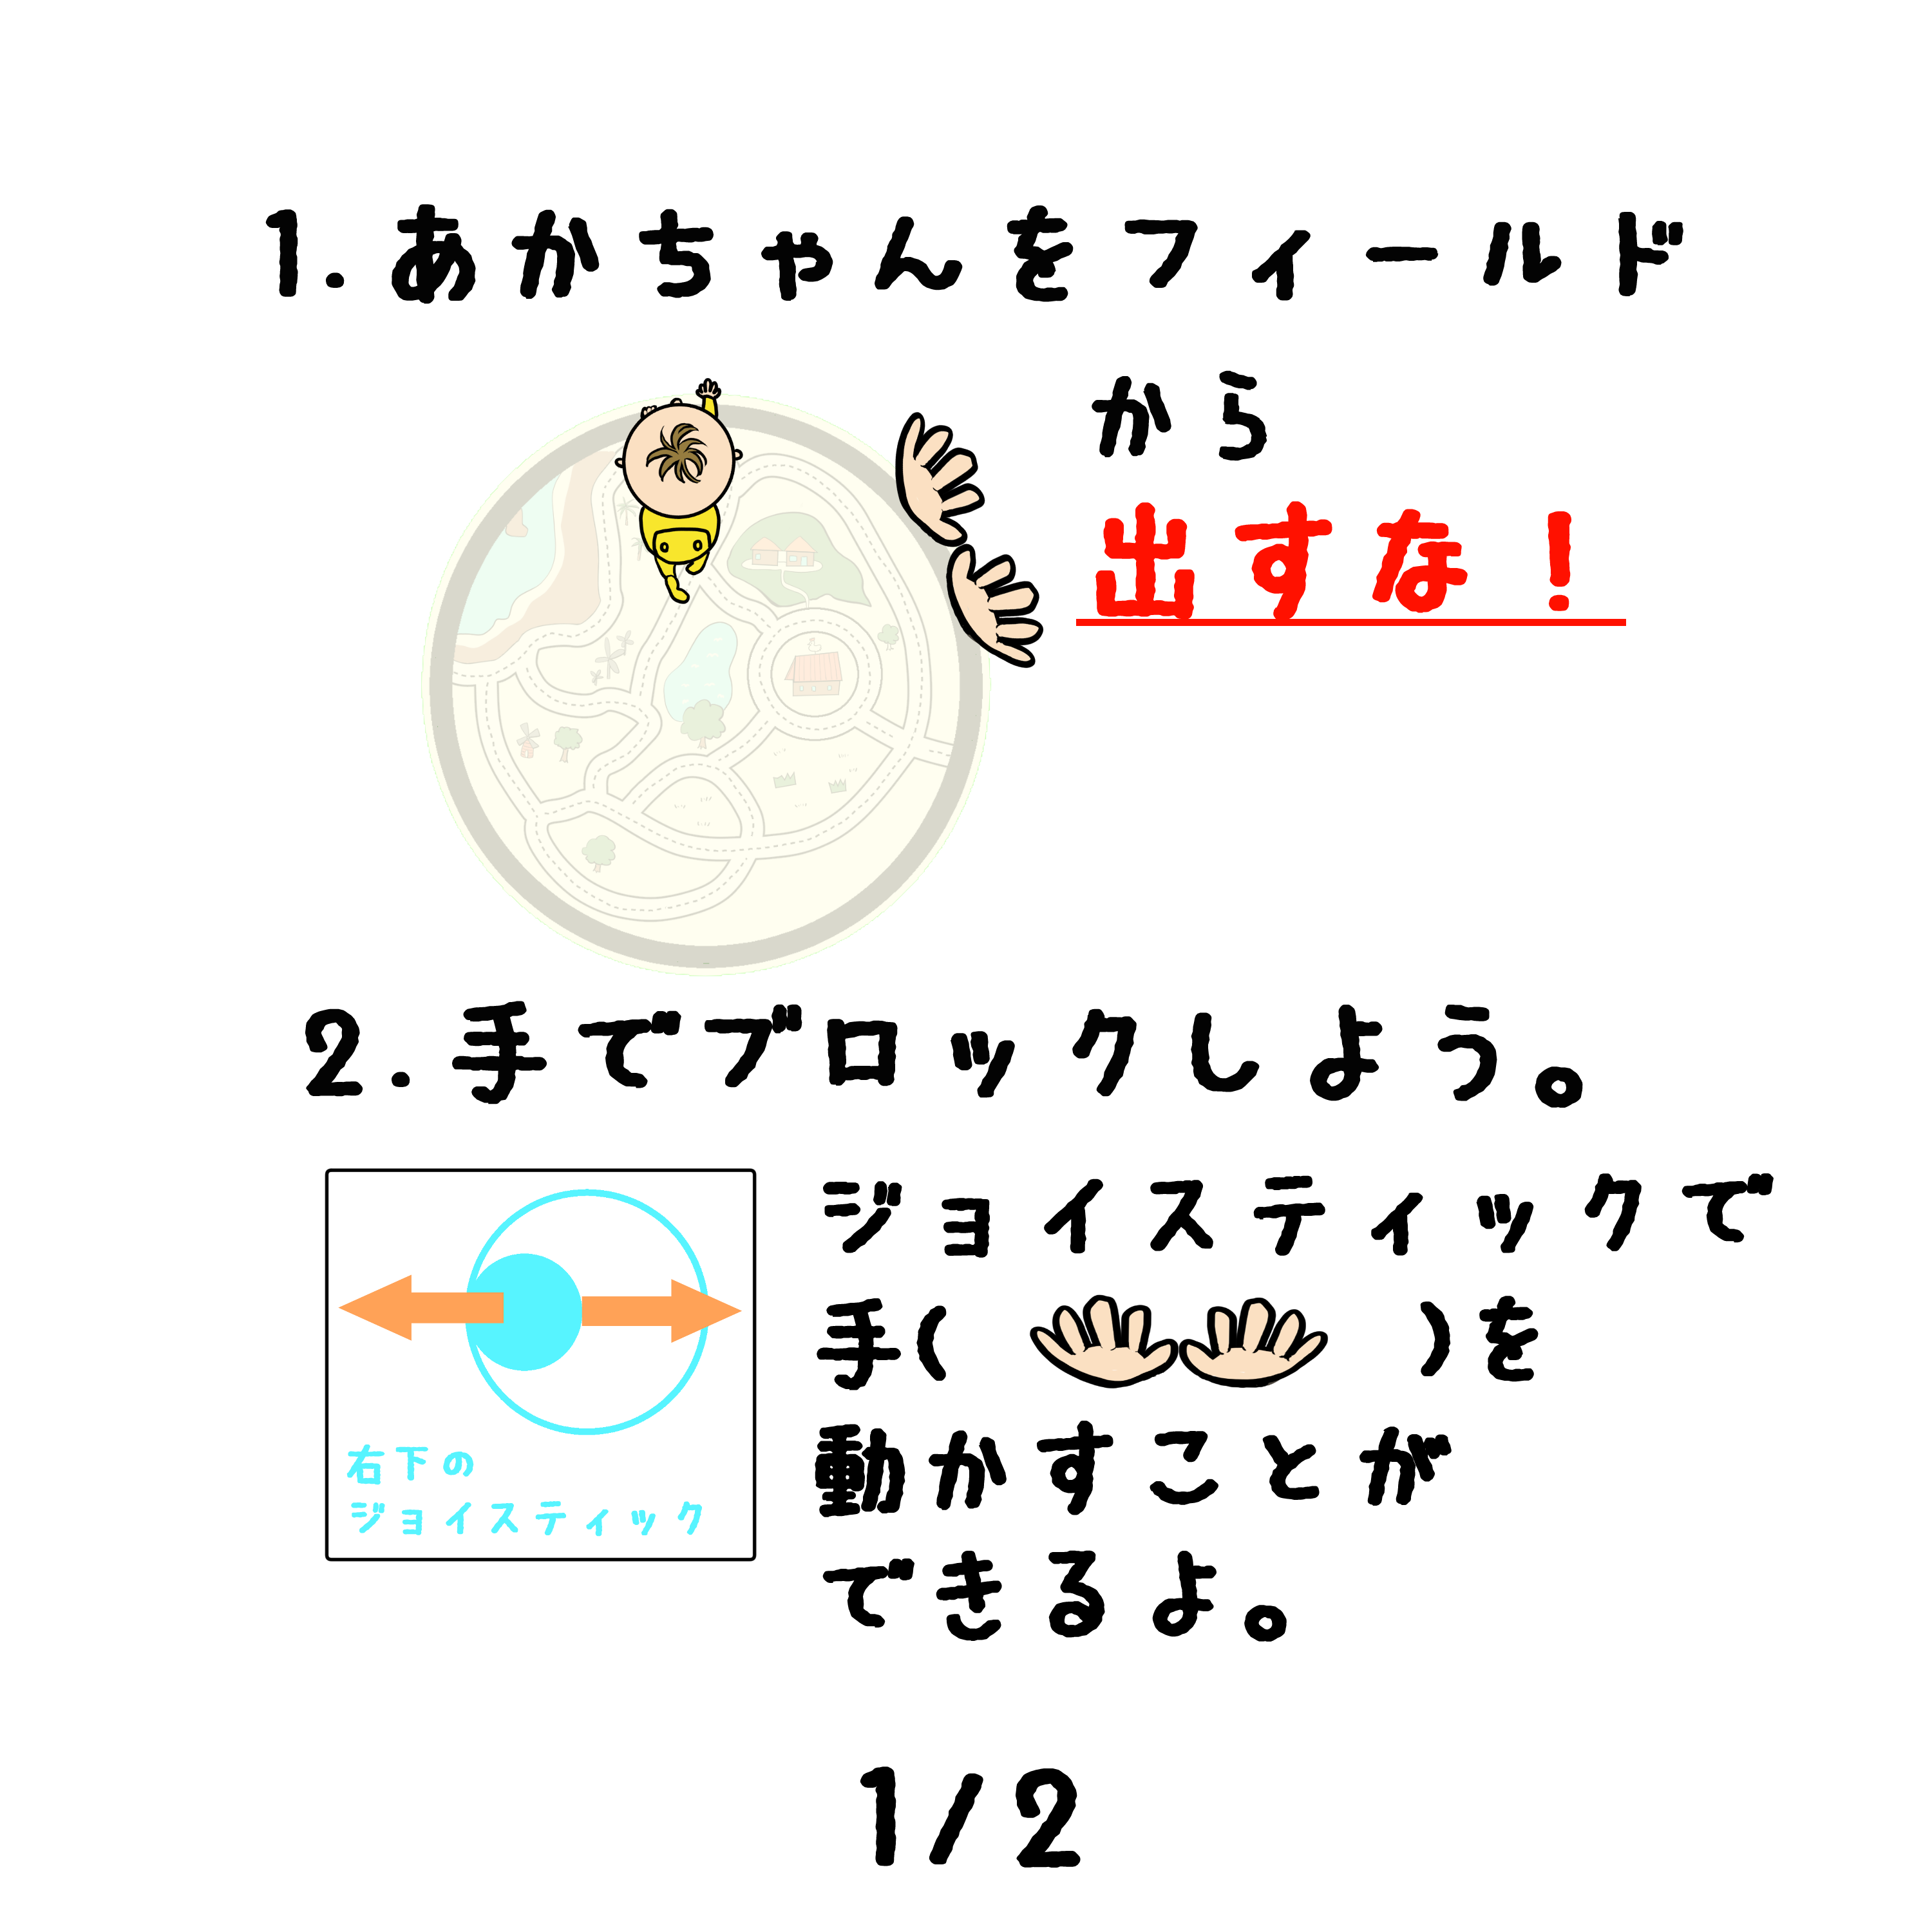 1.あかちゃんをフィールド
から
出すな！
2.手でブロックしよう。
ジョイスティックで
手(　　　)を
動かすことが
できるよ。
右下の
ジョイスティック
1/2